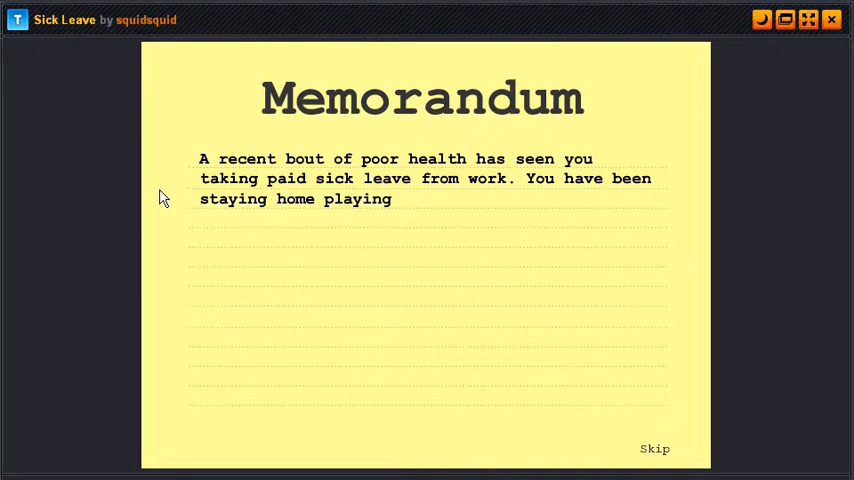 T Sick Leave by squidsquid
Memorandum
A recent bout of poor health has seen you
taking paid sick leave from work. You have been
staying home playing
Skip